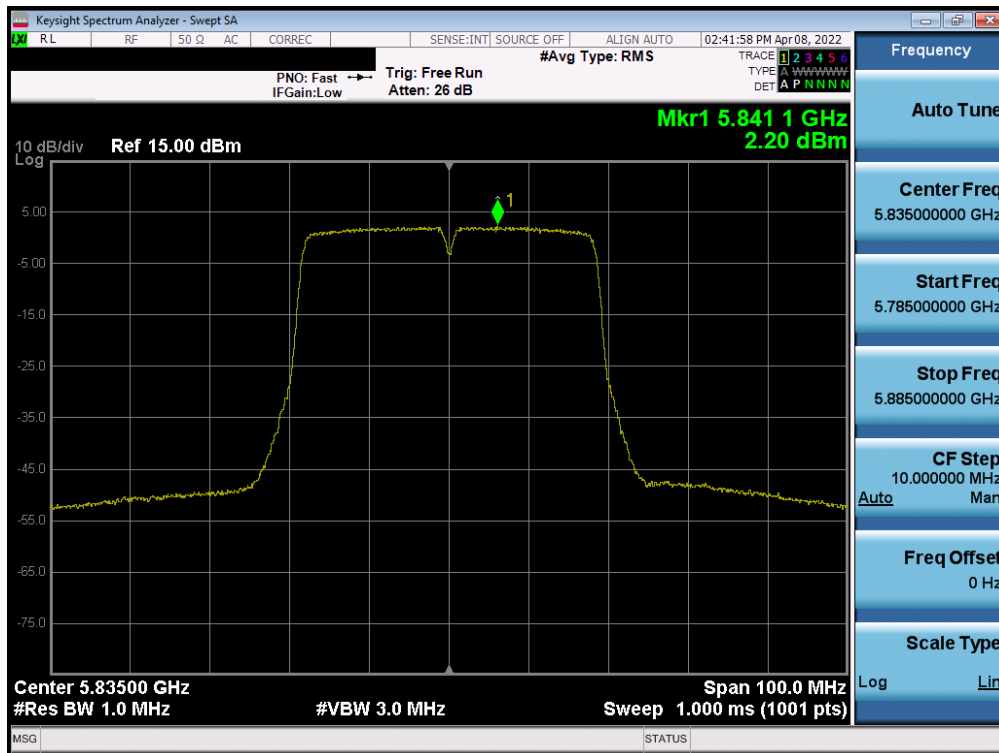 Keysight Spectrum Analyzer - Swept SA
LXI RL RF 50 Ω AC CORREC SENSE:INT SOURCE OFF ALIGN AUTO 02:41:58 PM Apr 08, 2022
#Avg Type: RMS
TRACE 1 2 3 4 5 6
PNO: Fast Trig: Free Run
TYPE A WWWWW
IFGain:Low Atten: 26 dB
DET A P N N N N
Mkr1 5.841 1 GHz
2.20 dBm
10 dB/div Ref 15.00 dBm
Log
1
5.00
-5.00
-15.0
-25.0
-35.0
-45.0
-55.0
-65.0
-75.0
Center 5.83500 GHz Span 100.0 MHz
#Res BW 1.0 MHz #VBW 3.0 MHz Sweep 1.000 ms (1001 pts)
MSG STATUS
Frequency
Auto Tune
Center Freq
5.835000000 GHz
Start Freq
5.785000000 GHz
Stop Freq
5.885000000 GHz
CF Step
10.000000 MHz
Auto Man
Freq Offset
0 Hz
Scale Type
Log Lin